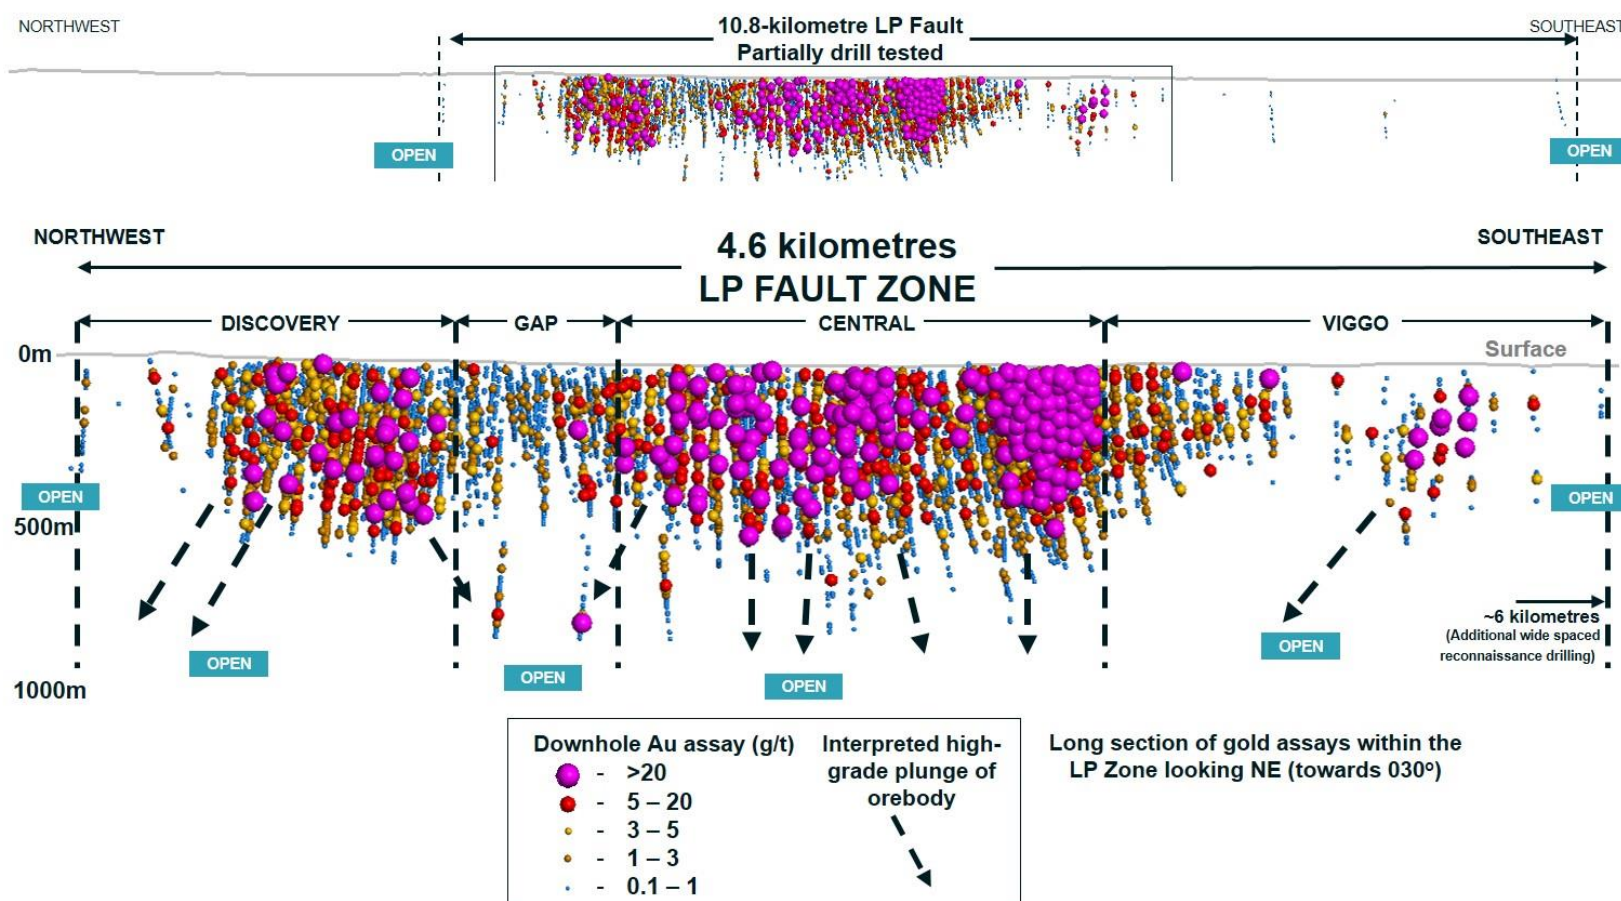 NORTHWEST
10.8-kilometre LP Fault
SOUTHEAST
Partially drill tested
OPEN
OPEN
NORTHWEST
4.6 kilometres
SOUTHEAST
LP FAULT ZONE
DISCOVERY
GAP
CENTRAL
VIGGO
0m
Surface
OPEN
OPEN
500m
~6 kilometres
(Additional wide spaced
reconnaissance drilling)
OPEN
OPEN
OPEN
OPEN
1000m
Downhole Au assay (g/t)
- >20
- 5 – 20
- 3 – 5
- 1 – 3
- 0.1 – 1
Interpreted high-
grade plunge of
orebody
Long section of gold assays within the
LP Zone looking NE (towards 030º)